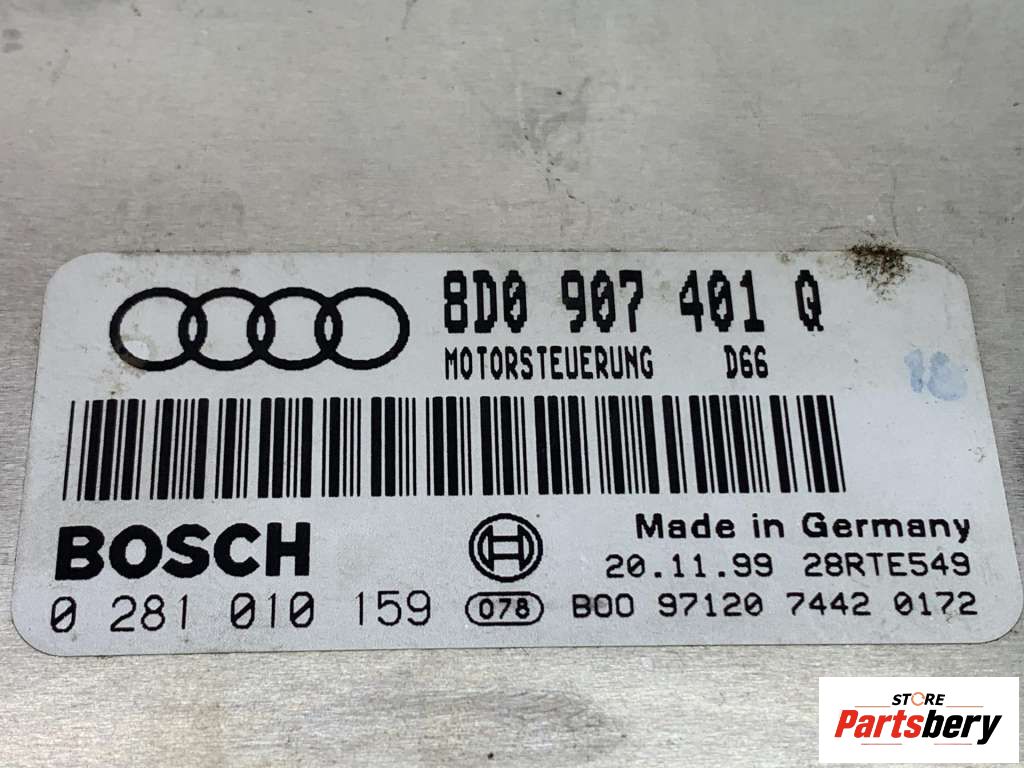 8D0 907 401 Q
MOTORSTEUERUNG D66
18
BOSCH
Made in Germany
20.11.99 28RTE549
0 281 010 159 078 B00 97120 7442 0172
STORE
Partsbery